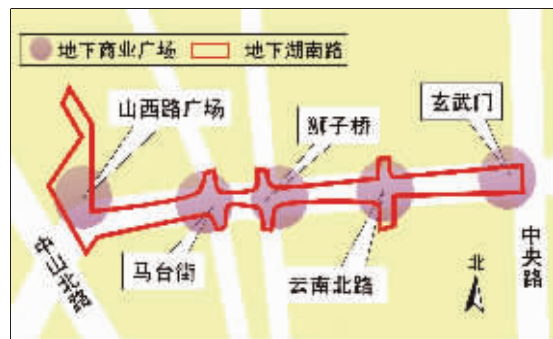 地下商业广场 地下湖南路
山西路广场
狮子桥
玄武门
马台街
云南北路
中山北路
北
中央路